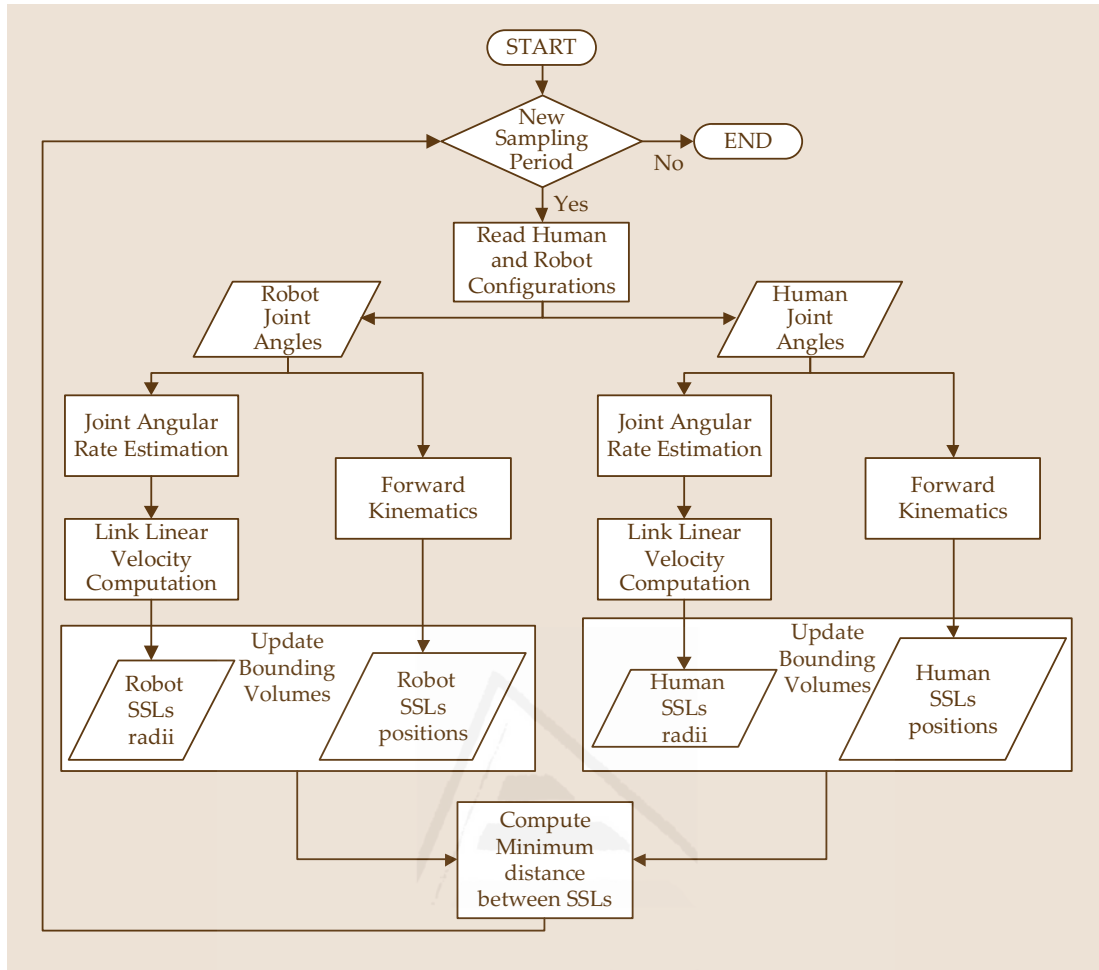 START
New
Sampling
Period
No
END
Yes
Read Human
and Robot
Configurations
Robot
Joint
Angles
Human
Joint
Angles
Joint Angular
Rate Estimation
Forward
Kinematics
Link Linear
Velocity
Computation
Joint Angular
Rate Estimation
Forward
Kinematics
Link Linear
Velocity
Computation
Update
Bounding
Volumes
Robot
SSLs
radii
Robot
SSLs
positions
Update
Bounding
Volumes
Human
SSLs
radii
Human
SSLs
positions
Compute
Minimum
distance
between SSLs